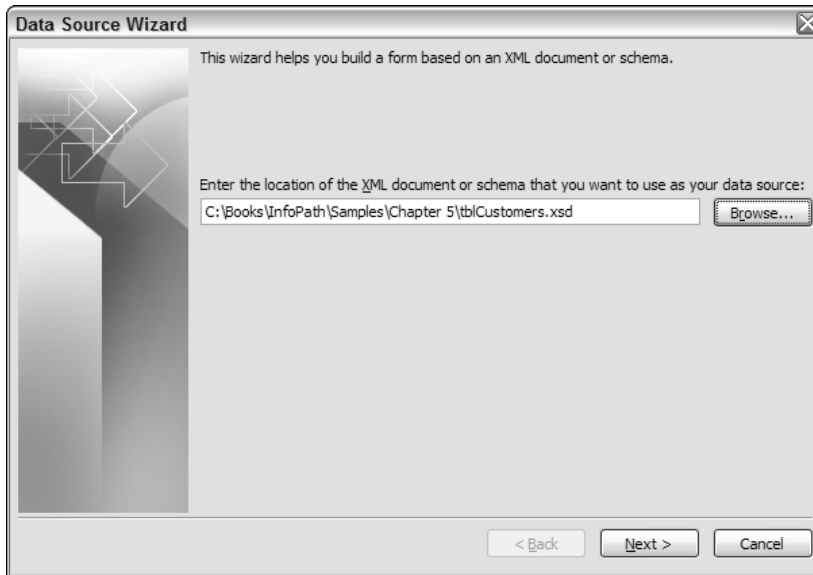 Data Source Wizard
This wizard helps you build a form based on an XML document or schema.
Enter the location of the XML document or schema that you want to use as your data source:
C:\Books\InfoPath\Samples\Chapter 5\tblCustomers.xsd
Browse...
< Back
Next >
Cancel